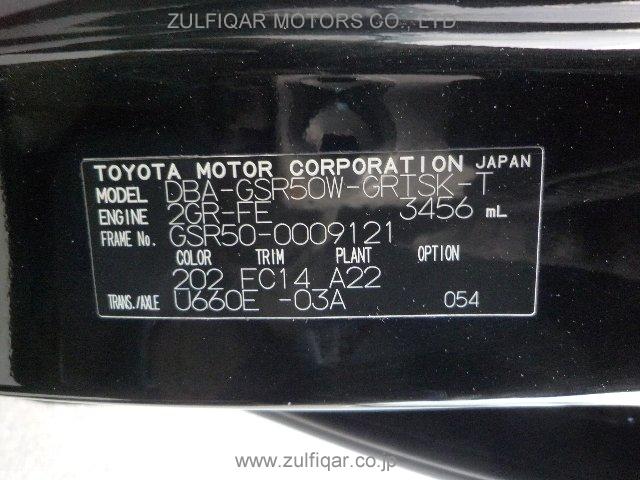 ZULFIQAR MOTORS CO., LTD
TOYOTA MOTOR CORPORATION JAPAN
MODEL DBA-GSR50W-GRTSK-T
ENGINE 2GR-FE 3456 mL
FRAME No. GSR50-0009121
COLOR TRIM PLANT OPTION
202 FC14 A22
TRANS./AXLE U660E -03A 054
www.zulfiqar.co.jp